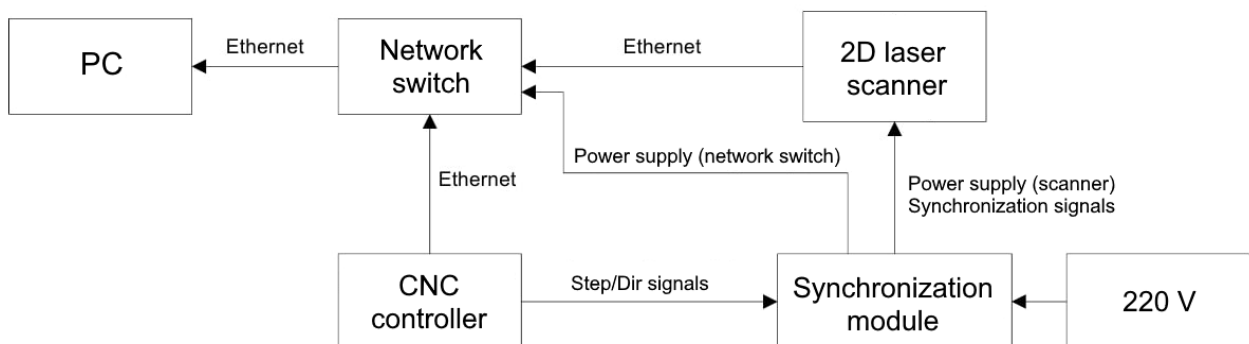 PC
Ethernet
Network
switch
Ethernet
2D laser
scanner
Power supply (network switch)
Ethernet
Power supply (scanner)
Synchronization signals
CNC
controller
Step/Dir signals
Synchronization
module
220 V